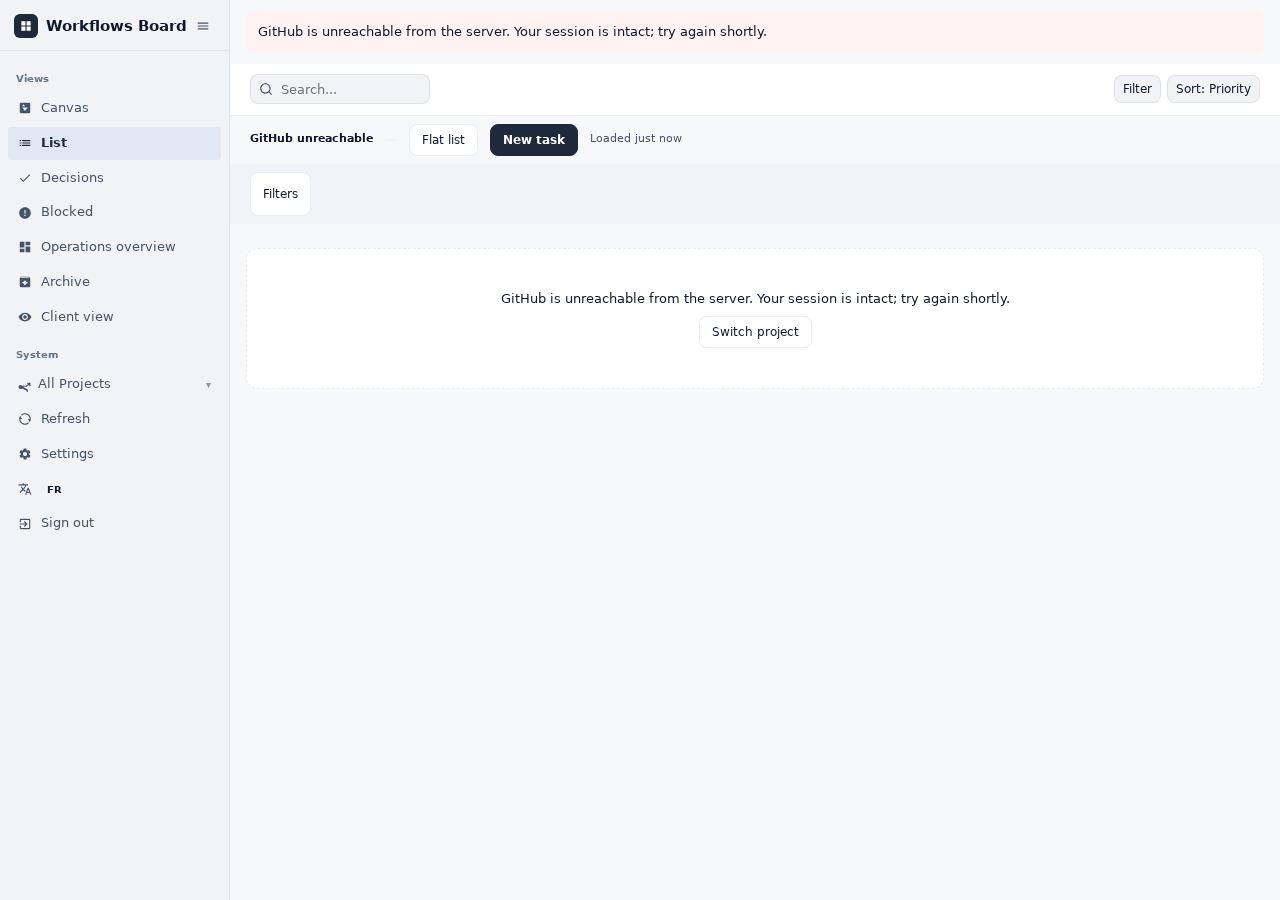 Workflows Board
Views
Canvas
List
Decisions
Blocked
Operations overview
Archive
Client view
System
All Projects
Refresh
Settings
FR
Sign out
GitHub is unreachable from the server. Your session is intact; try again shortly.
Search...
Filter
Sort: Priority
GitHub unreachable
Flat list
New task
Loaded just now
Filters
GitHub is unreachable from the server. Your session is intact; try again shortly.
Switch project